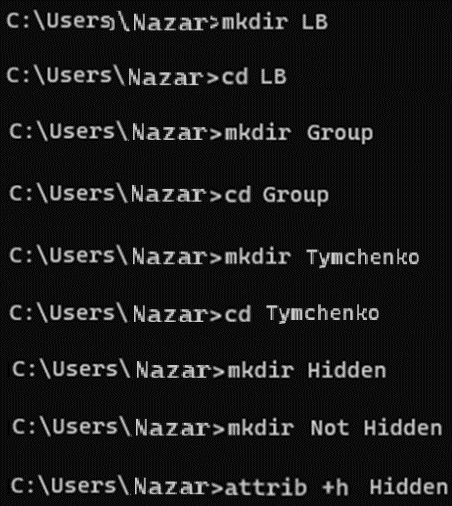 C:\Users\Nazar>mkdir LB
C:\Users\Nazar>cd LB
C:\Users\Nazar>mkdir Group
C:\Users\Nazar>cd Group
C:\Users\Nazar>mkdir Tymchenko
C:\Users\Nazar>cd Tymchenko
C:\Users\Nazar>mkdir Hidden
C:\Users\Nazar>mkdir Not Hidden
C:\Users\Nazar>attrib +h Hidden